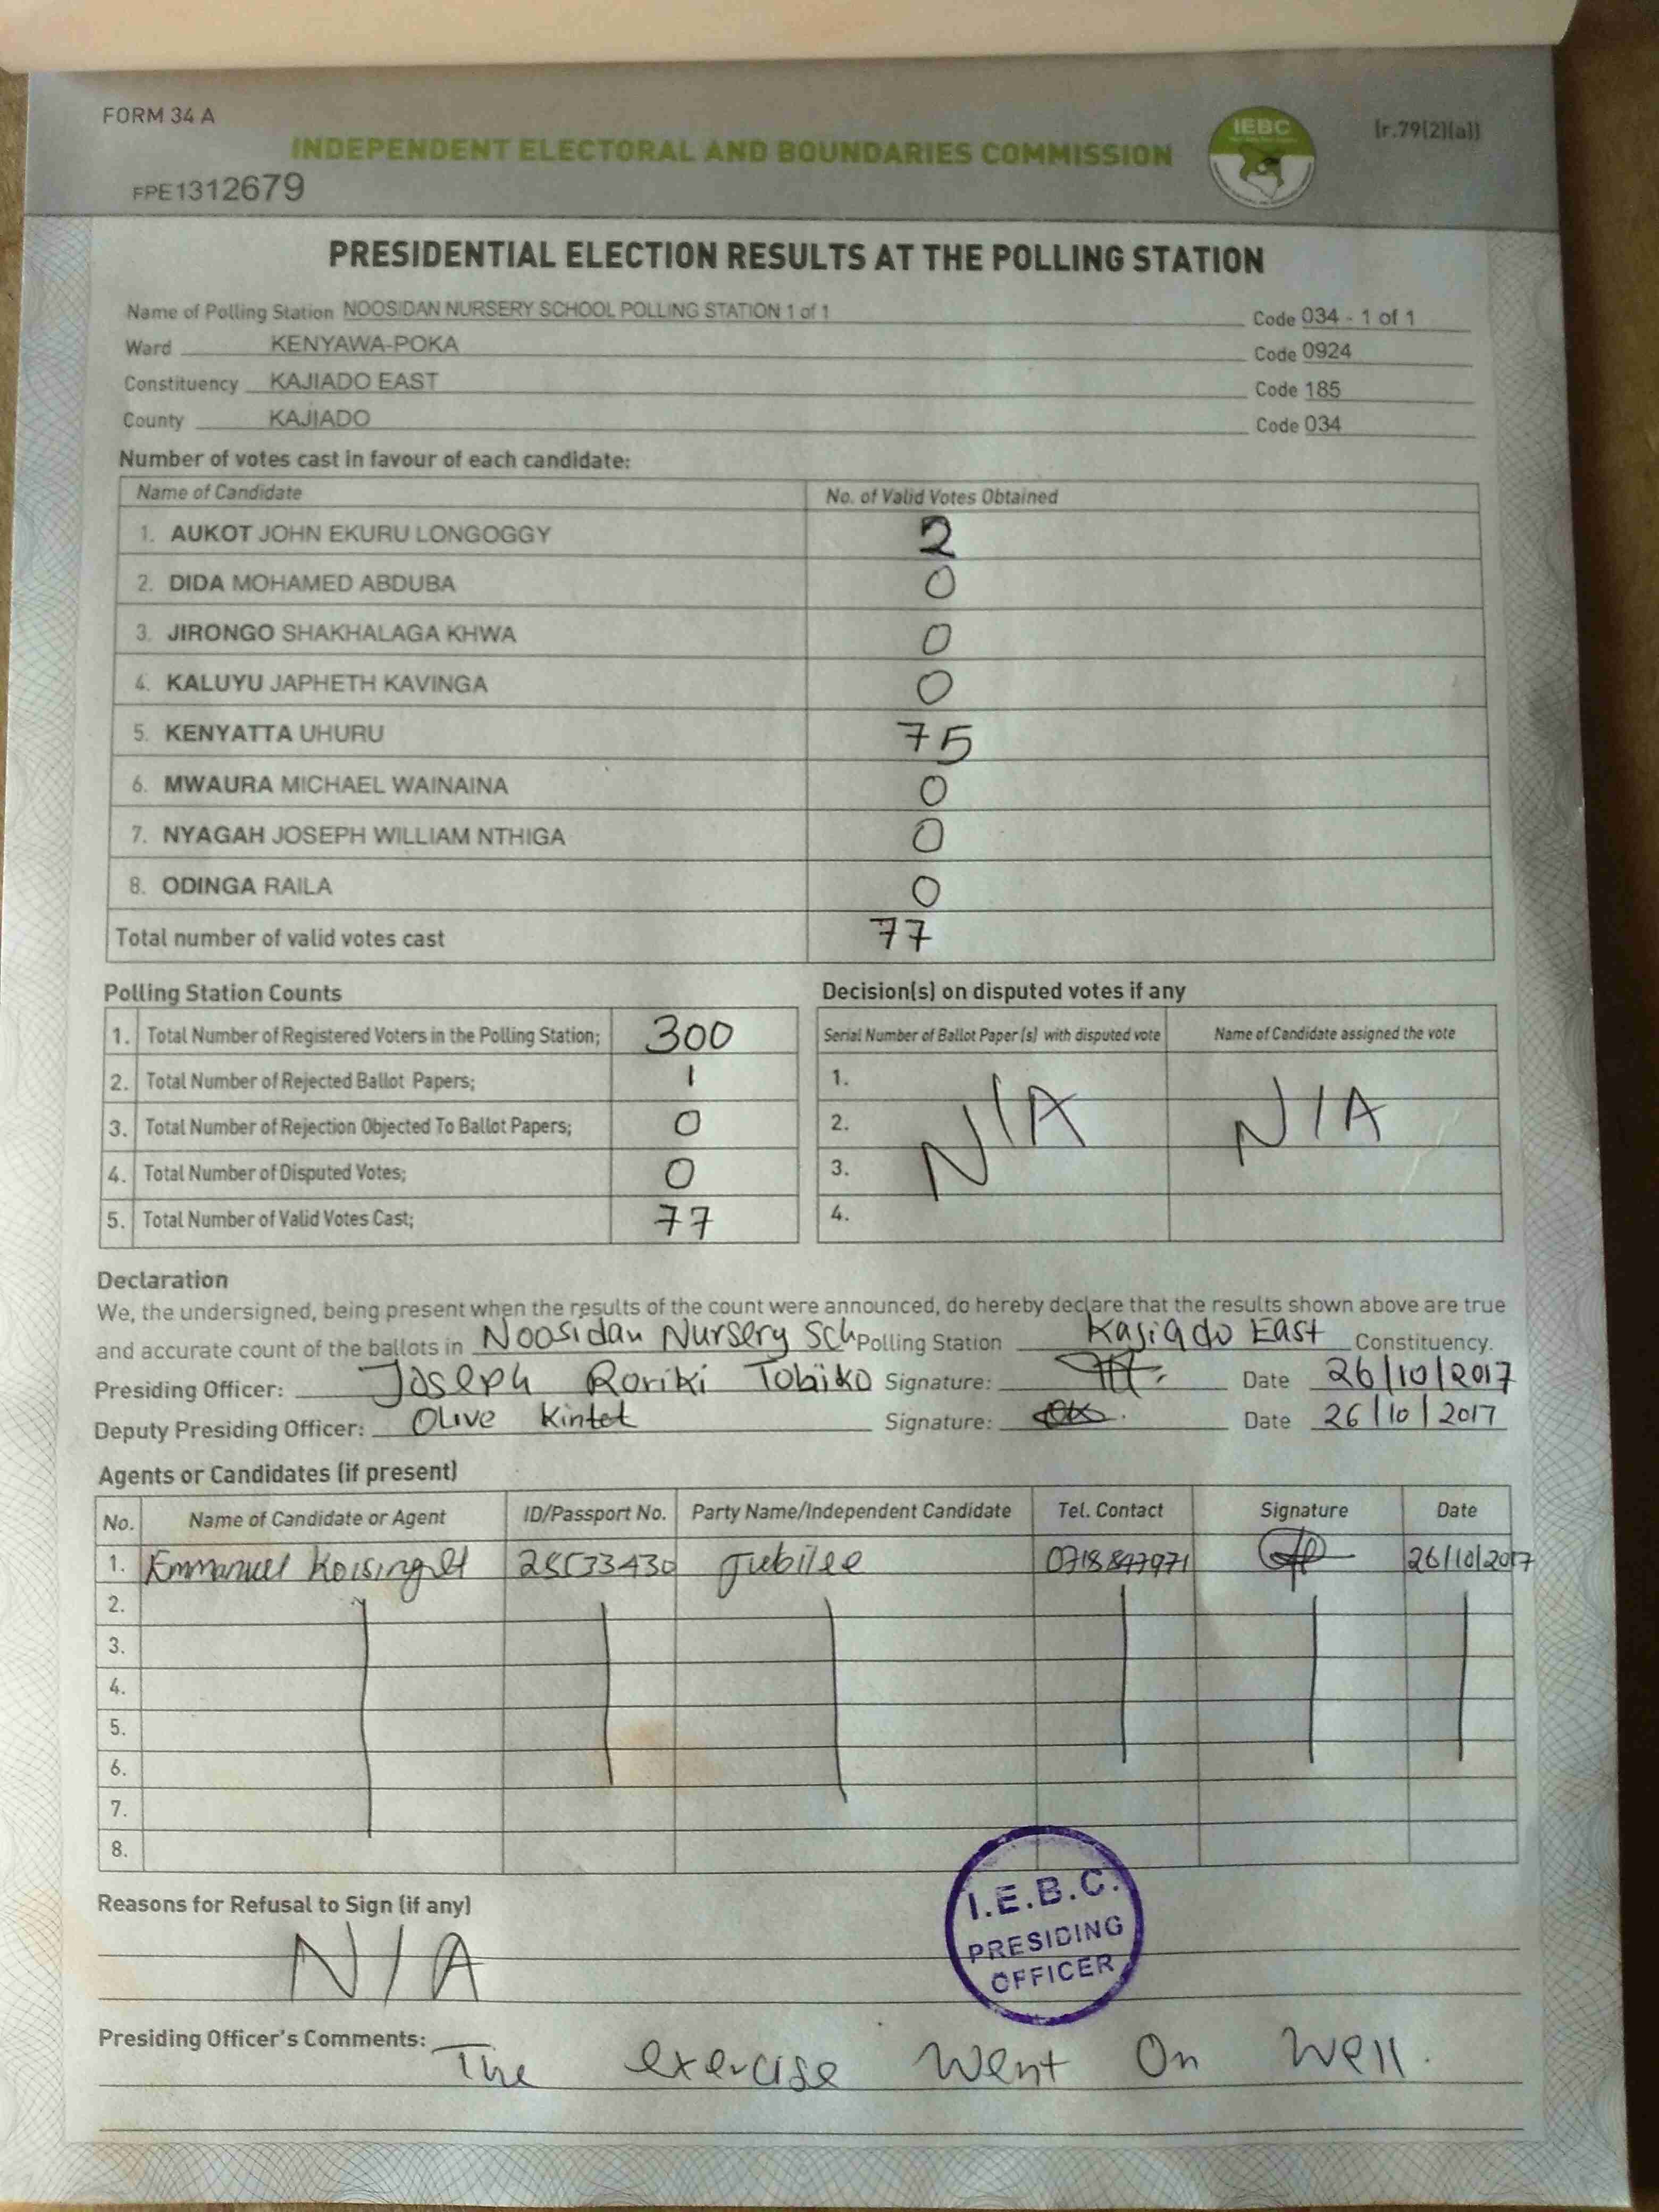 FORM 34 A
INDEPENDENT ELECTORAL AND BOUNDARIES COMMISSION
IEBC
[r.79(2)(a)]
FPE1312679
PRESIDENTIAL ELECTION RESULTS AT THE POLLING STATION
Name of Polling Station NOOSIDAN NURSERY SCHOOL POLLING STATION 1 of 1 Code 034 - 1 of 1
Ward KENYAWA-POKA Code 0924
Constituency KAJIADO EAST Code 185
County KAJIADO Code 034
Number of votes cast in favour of each candidate:
Name of Candidate No. of Valid Votes Obtained
1. AUKOT JOHN EKURU LONGOGGY 2
2. DIDA MOHAMED ABDUBA 0
3. JIRONGO SHAKHALAGA KHWA 0
4. KALUYU JAPHETH KAVINGA 0
5. KENYATTA UHURU 75
6. MWAURA MICHAEL WAINAINA 0
7. NYAGAH JOSEPH WILLIAM NTHIGA 0
8. ODINGA RAILA 0
Total number of valid votes cast 77
Polling Station Counts
1. Total Number of Registered Voters in the Polling Station; 300
2. Total Number of Rejected Ballot Papers; 1
3. Total Number of Rejection Objected To Ballot Papers; 0
4. Total Number of Disputed Votes; 0
5. Total Number of Valid Votes Cast; 77
Decision(s) on disputed votes if any
Serial Number of Ballot Paper (s) with disputed vote Name of Candidate assigned the vote
1.
2. N/A N/A
3.
4.
Declaration
We, the undersigned, being present when the results of the count were announced, do hereby declare that the results shown above are true
and accurate count of the ballots in Noosidan Nursery Sch Polling Station Kajiado East Constituency.
Presiding Officer: Joseph Roriki Tobiko Signature: Date 26/10/2017
Deputy Presiding Officer: Olive Kintet Signature: Date 26/10/2017
Agents or Candidates (if present)
No. Name of Candidate or Agent ID/Passport No. Party Name/Independent Candidate Tel. Contact Signature Date
1. Emmanuel Jubilee 26/10/2017
2.
3.
4.
5.
6.
7.
8.
I.E.B.C.
PRESIDING
OFFICER
Reasons for Refusal to Sign (if any)
N/A
Presiding Officer's Comments: The exercise Went On Well.